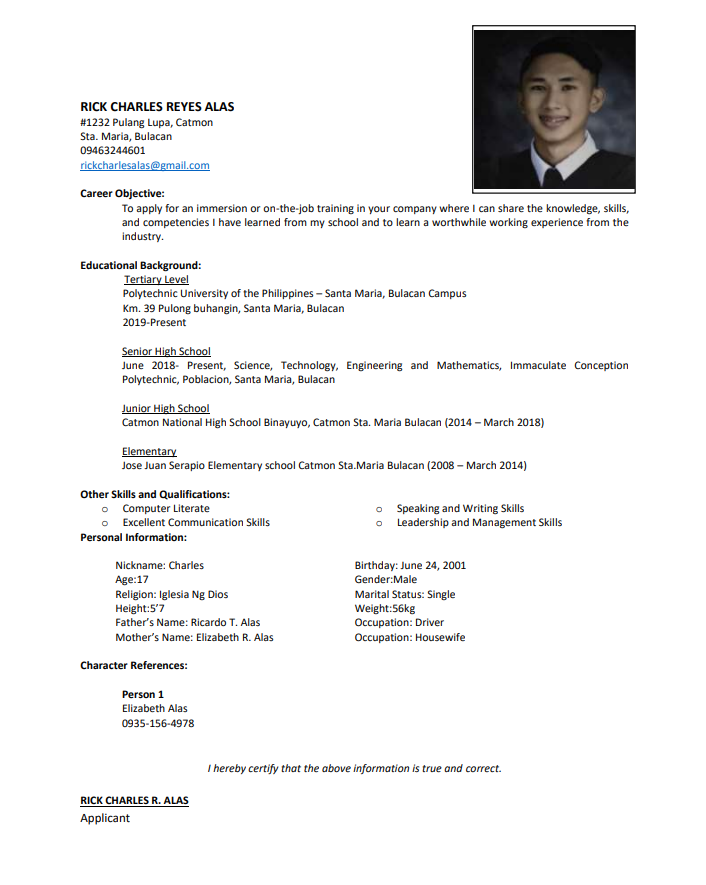 RICK CHARLES REYES ALAS
#1232 Pulang Lupa, Catmon
Sta. Maria, Bulacan
09463244601
rickcharlesalas@gmail.com
Career Objective:
To apply for an immersion or on-the-job training in your company where I can share the knowledge, skills,
and competencies I have learned from my school and to learn a worthwhile working experience from the
industry.
Educational Background:
Tertiary Level
Polytechnic University of the Philippines – Santa Maria, Bulacan Campus
Km. 39 Pulong buhangin, Santa Maria, Bulacan
2019-Present
Senior High School
June 2018- Present, Science, Technology, Engineering and Mathematics, Immaculate Conception
Polytechnic, Poblacion, Santa Maria, Bulacan
Junior High School
Catmon National High School Binayuyo, Catmon Sta. Maria Bulacan (2014 – March 2018)
Elementary
Jose Juan Serapio Elementary school Catmon Sta.Maria Bulacan (2008 – March 2014)
Other Skills and Qualifications:
o Computer Literate
o Excellent Communication Skills
o Speaking and Writing Skills
o Leadership and Management Skills
Personal Information:
Nickname: Charles
Age:17
Religion: Iglesia Ng Dios
Height:5’7
Father’s Name: Ricardo T. Alas
Mother’s Name: Elizabeth R. Alas
Birthday: June 24, 2001
Gender:Male
Marital Status: Single
Weight:56kg
Occupation: Driver
Occupation: Housewife
Character References:
Person 1
Elizabeth Alas
0935-156-4978
I hereby certify that the above information is true and correct.
RICK CHARLES R. ALAS
Applicant